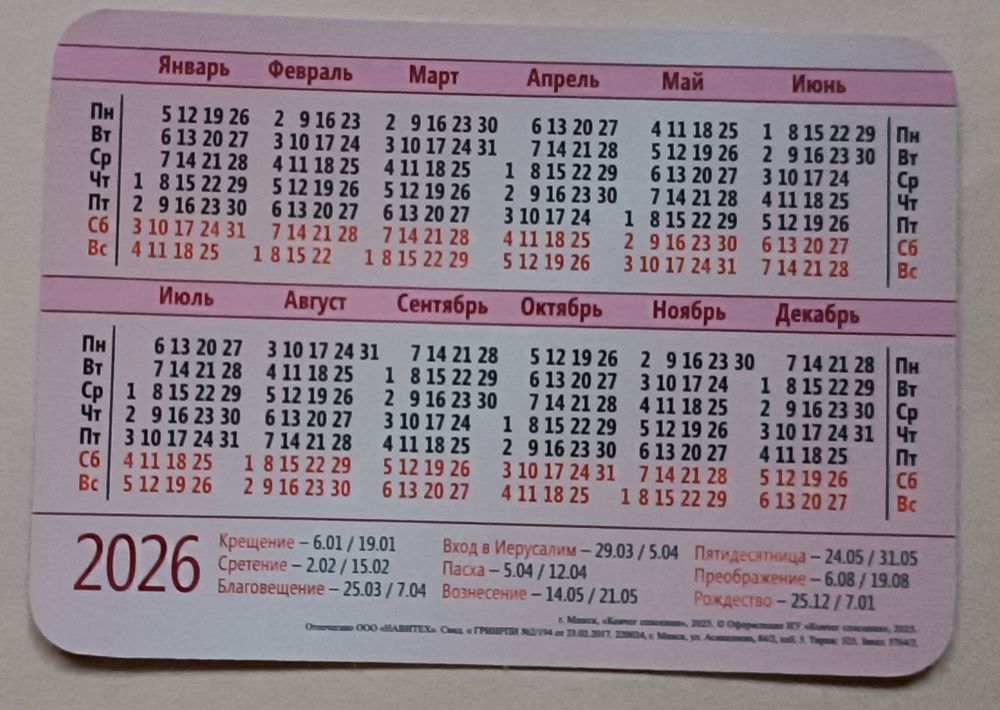 Январь Февраль Март Апрель Май Июнь
Пн 5 12 19 26 2 9 16 23 2 9 16 23 30 6 13 20 27 4 11 18 25 1 8 15 22 29 Пн
Вт 6 13 20 27 3 10 17 24 3 10 17 24 31 7 14 21 28 5 12 19 26 2 9 16 23 30 Вт
Ср 7 14 21 28 4 11 18 25 4 11 18 25 1 8 15 22 29 6 13 20 27 3 10 17 24 Ср
Чт 1 8 15 22 29 5 12 19 26 5 12 19 26 2 9 16 23 30 7 14 21 28 4 11 18 25 Чт
Пт 2 9 16 23 30 6 13 20 27 6 13 20 27 3 10 17 24 1 8 15 22 29 5 12 19 26 Пт
Сб 3 10 17 24 31 7 14 21 28 7 14 21 28 4 11 18 25 2 9 16 23 30 6 13 20 27 Сб
Вс 4 11 18 25 1 8 15 22 1 8 15 22 29 5 12 19 26 3 10 17 24 31 7 14 21 28 Вс
Июль Август Сентябрь Октябрь Ноябрь Декабрь
Пн 6 13 20 27 3 10 17 24 31 7 14 21 28 5 12 19 26 2 9 16 23 30 7 14 21 28 Пн
Вт 7 14 21 28 4 11 18 25 1 8 15 22 29 6 13 20 27 3 10 17 24 1 8 15 22 29 Вт
Ср 1 8 15 22 29 5 12 19 26 2 9 16 23 30 7 14 21 28 4 11 18 25 2 9 16 23 30 Ср
Чт 2 9 16 23 30 6 13 20 27 3 10 17 24 1 8 15 22 29 5 12 19 26 3 10 17 24 31 Чт
Пт 3 10 17 24 31 7 14 21 28 4 11 18 25 2 9 16 23 30 6 13 20 27 4 11 18 25 Пт
Сб 4 11 18 25 1 8 15 22 29 5 12 19 26 3 10 17 24 31 7 14 21 28 5 12 19 26 Сб
Вс 5 12 19 26 2 9 16 23 30 6 13 20 27 4 11 18 25 1 8 15 22 29 6 13 20 27 Вс
2026
Крещение – 6.01 / 19.01 Вход в Иерусалим – 29.03 / 5.04 Пятидесятница – 24.05 / 31.05
Сретение – 2.02 / 15.02 Пасха – 5.04 / 12.04 Преображение – 6.08 / 19.08
Благовещение – 25.03 / 7.04 Вознесение – 14.05 / 21.05 Рождество – 25.12 / 7.01
г. Минск, «Ковчег спасения», 2025. © Оформление ИУ «Ковчег спасения», 2025.
Отпечатано ООО «НАВИТЕХ». Свид. о ГРИИРПИ №2/194 от 23.02.2017. 220034, г. Минск, ул.